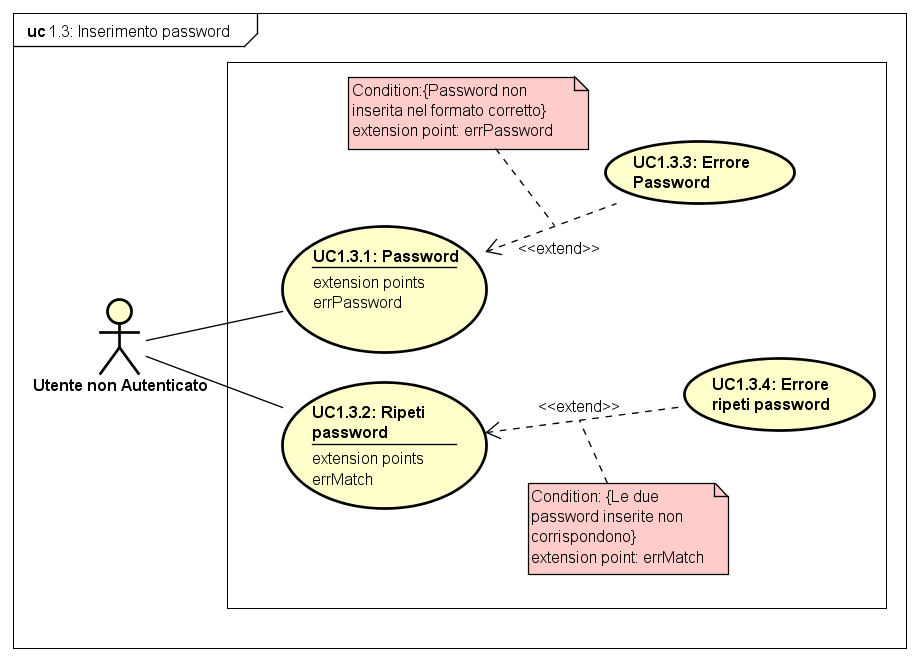 uc 1.3: Inserimento password
Condition:{Password non
inserita nel formato corretto}
extension point: errPassword
UC1.3.3: Errore
Password
<<extend>>
UC1.3.1: Password
extension points
errPassword
Utente non Autenticato
UC1.3.2: Ripeti
password
extension points
errMatch
<<extend>>
UC1.3.4: Errore
ripeti password
Condition: {Le due
password inserite non
corrispondono}
extension point: errMatch